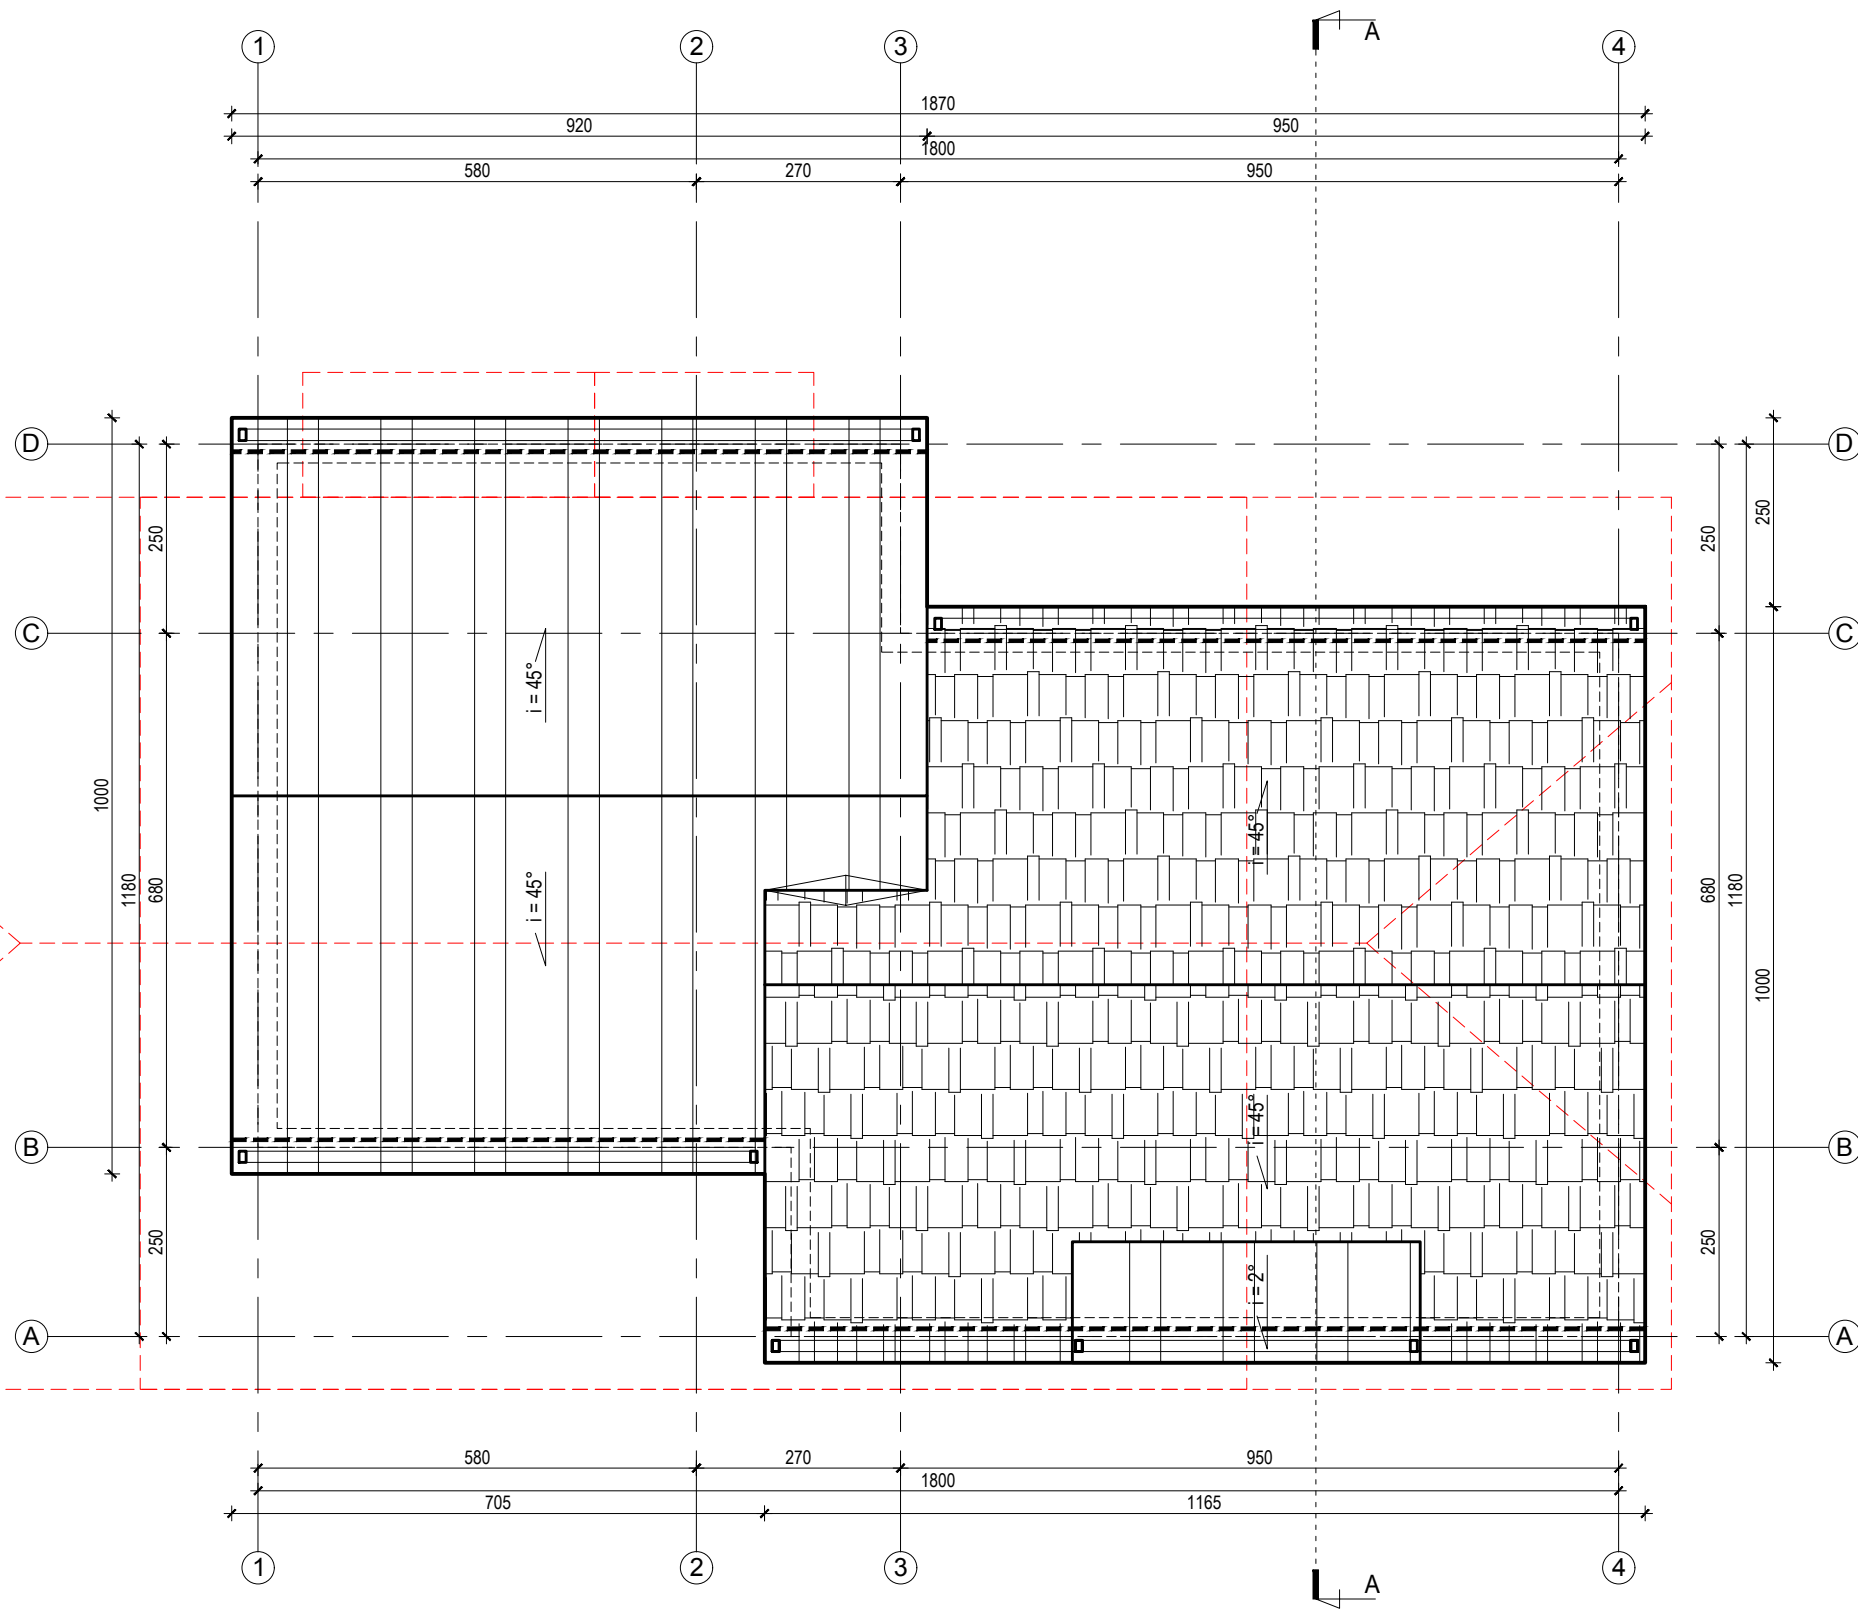 1 2 3 4
A
1870
920 950
1800
580 270 950
D D
250 250 250
C C
i = 45°
1000
i = 45°
1180 680 i = 45° 680 1180
1000
i = 45°
B B
250 250
i = 2°
A A
580 270 950
1800
705 1165
1 2 3 4
A